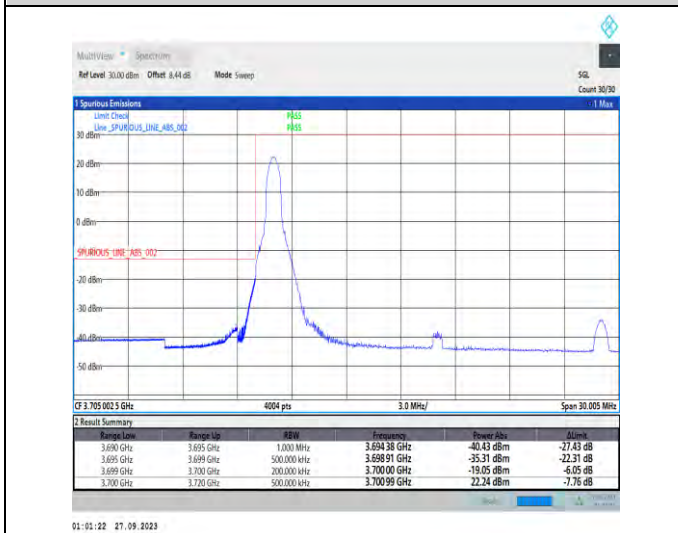 MultiView Spectrum
Ref Level 30.00 dBm Offset 8.44 dB Mode Sweep SGL
Count 30/30
1 Spurious Emissions 1 Max
Limit Check PASS
Line _SPURIOUS_LINE_ABS_002 PASS
30 dBm
20 dBm
10 dBm
0 dBm
SPURIOUS_LINE_ABS_002
-20 dBm
-30 dBm
-40 dBm
-50 dBm
CF 3.705 002 5 GHz 4004 pts 3.0 MHz/ Span 30.005 MHz
2 Result Summary
Range Low Range Up RBW Frequency Power Abs ΔLimit
3.690 GHz 3.695 GHz 1.000 MHz 3.694 38 GHz -40.43 dBm -27.43 dB
3.695 GHz 3.699 GHz 500.000 kHz 3.698 91 GHz -35.31 dBm -22.31 dB
3.699 GHz 3.700 GHz 200.000 kHz 3.700 00 GHz -19.05 dBm -6.05 dB
3.700 GHz 3.720 GHz 500.000 kHz 3.700 99 GHz 22.24 dBm -7.76 dB
01:01:22 27.09.2023